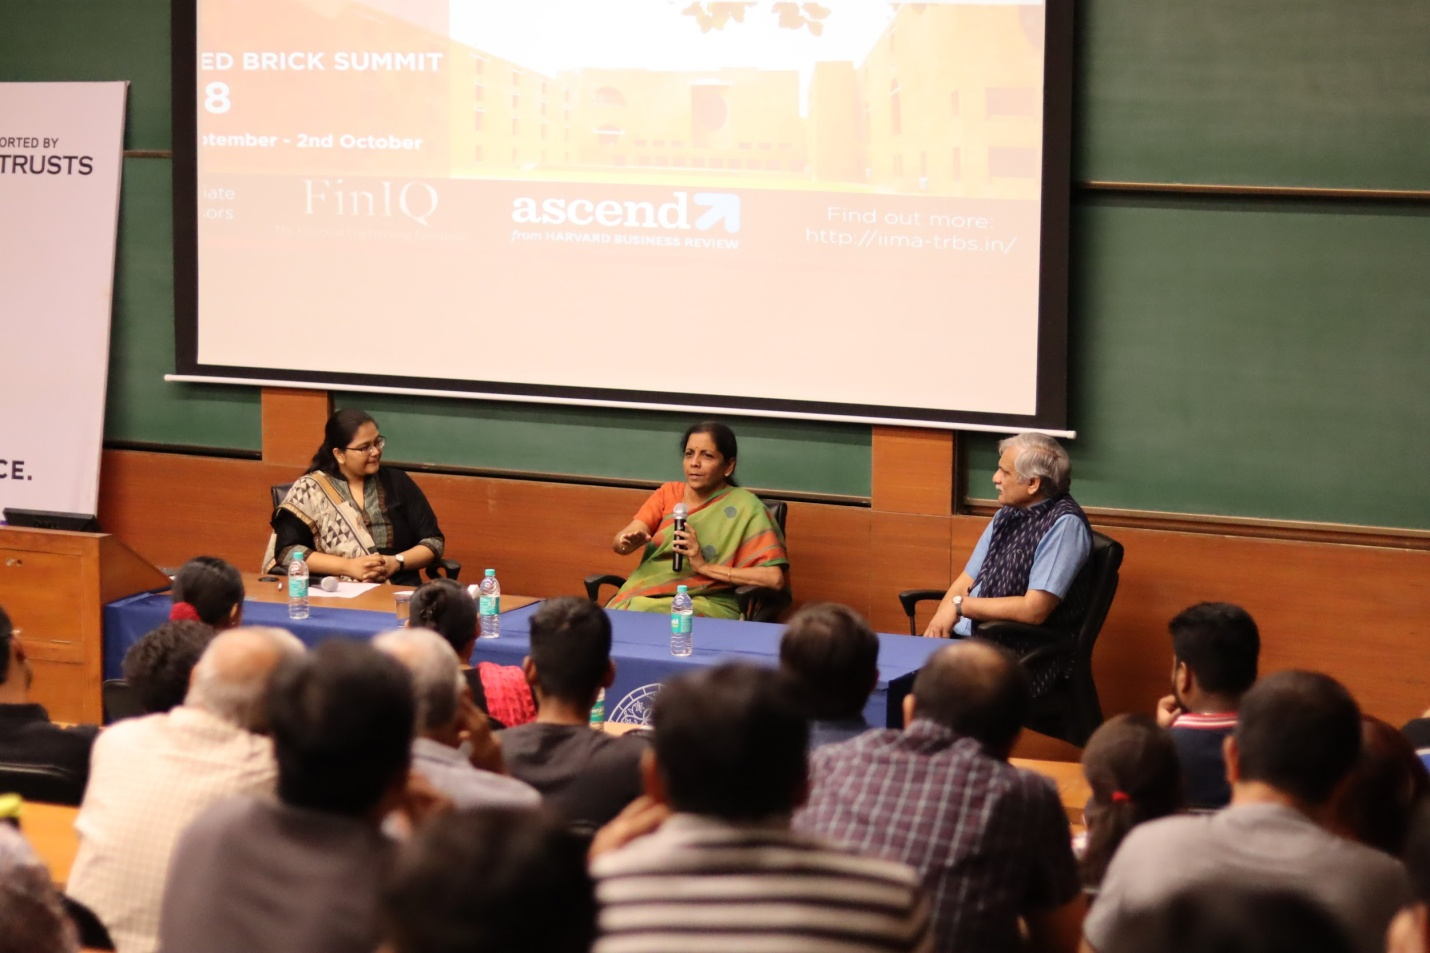 ORTED BY
TRUSTS
CE.
ED BRICK SUMMIT
8
tember - 2nd October
ate
ors
FinIQ
ascend
from HARVARD BUSINESS REVIEW
Find out more:
http://iima-trbs.in/